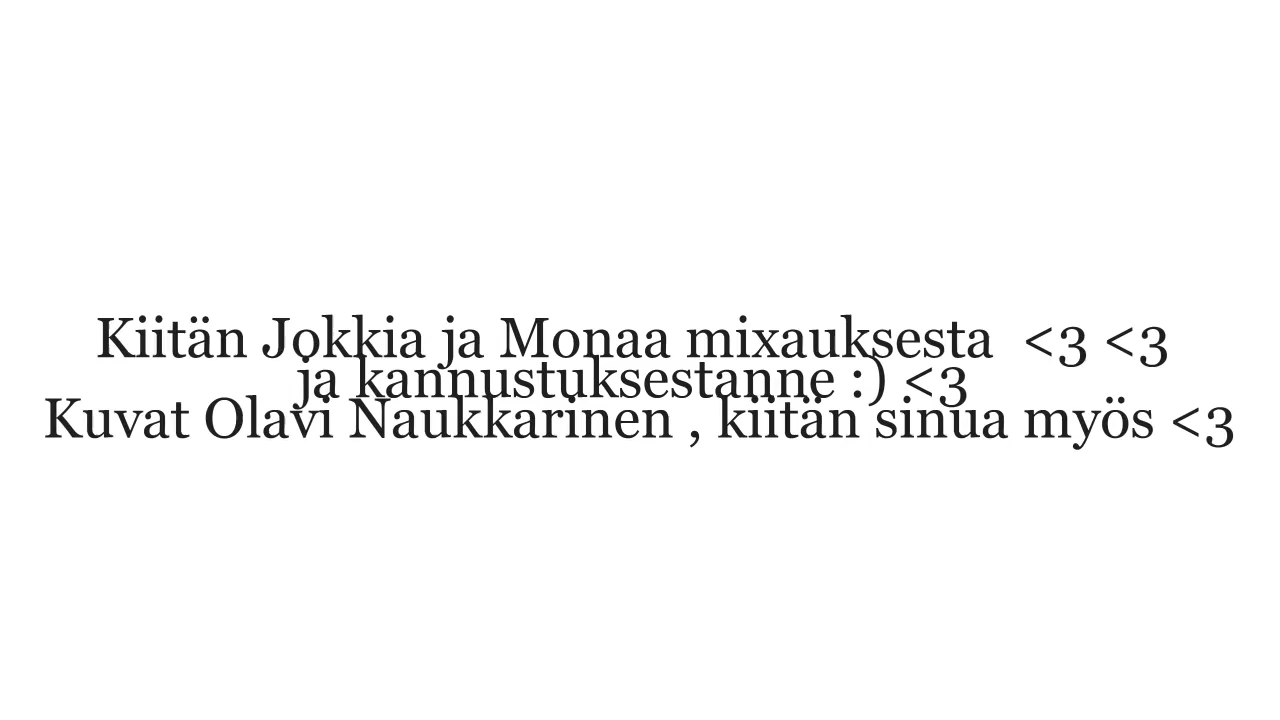 Kiitän Jokkia ja Monaa mixauksesta  <3 <3
ja kannustuksestanne :) <3
Kuvat Olavi Naukkarinen , kiitän sinua myös <3